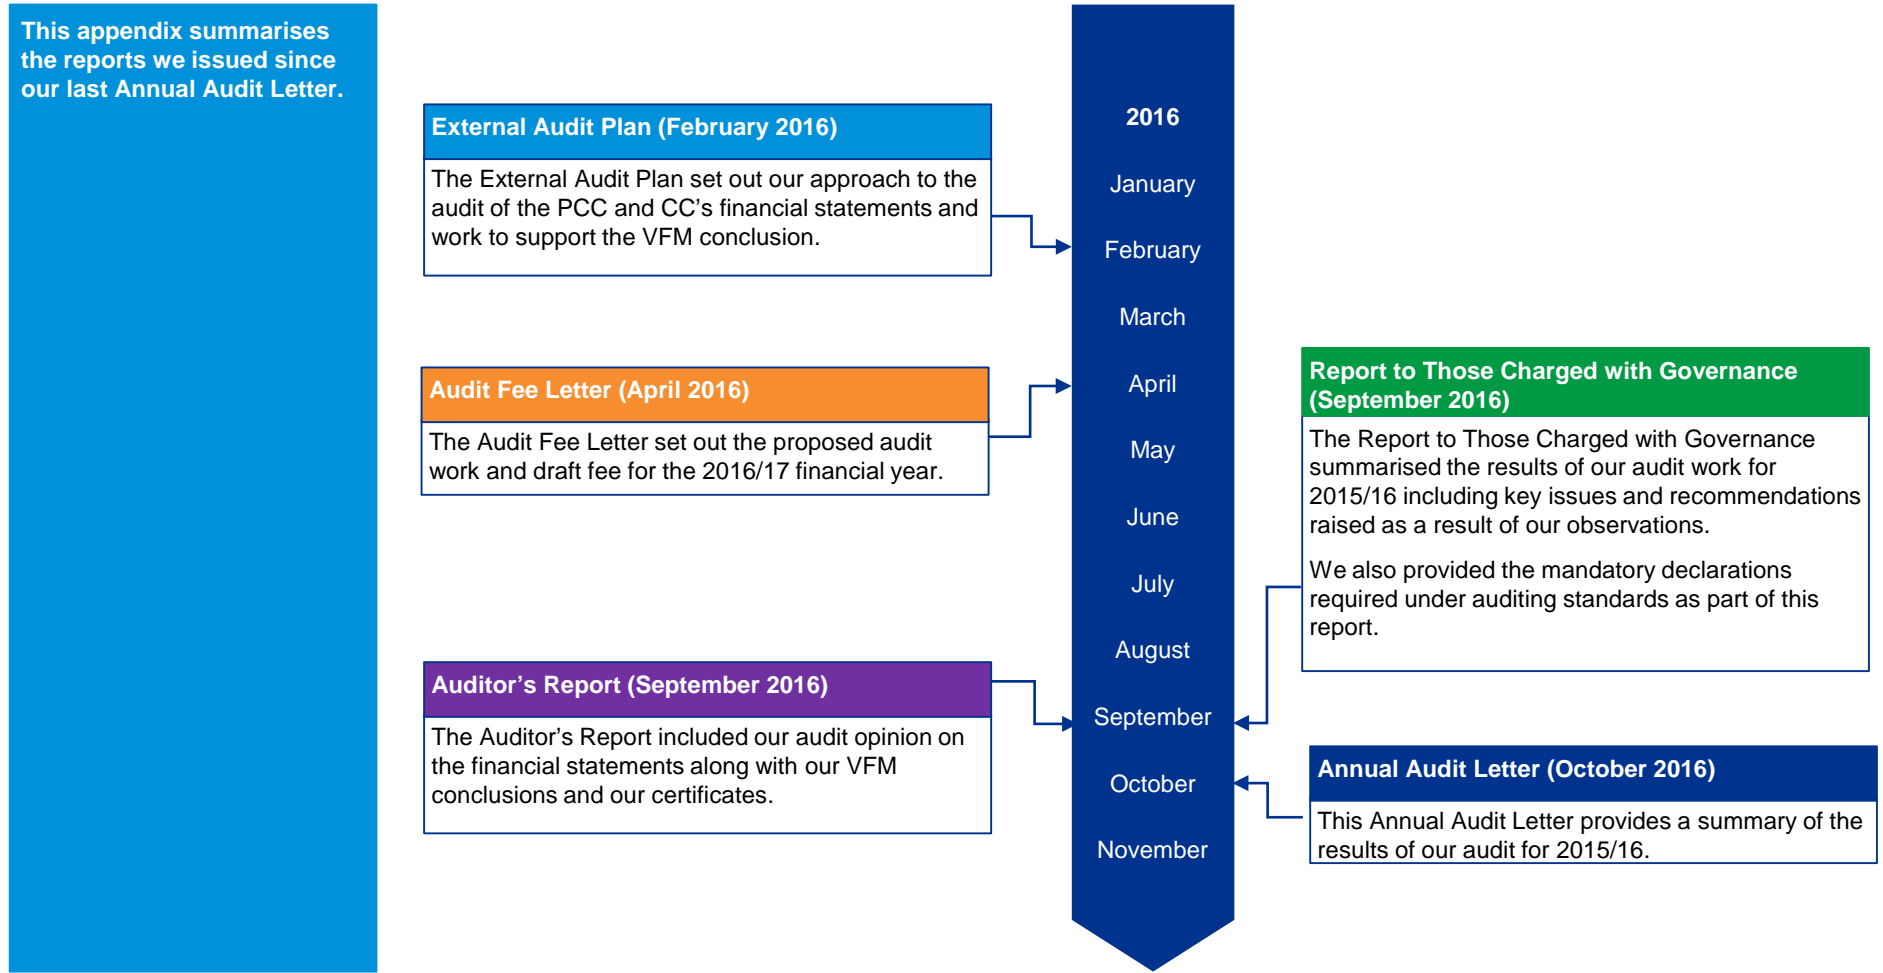 This appendix summarises
the reports we issued since
our last Annual Audit Letter.
External Audit Plan (February 2016)
The External Audit Plan set out our approach to the
audit of the PCC and CC’s financial statements and
work to support the VFM conclusion.
Audit Fee Letter (April 2016)
The Audit Fee Letter set out the proposed audit
work and draft fee for the 2016/17 financial year.
Auditor’s Report (September 2016)
The Auditor’s Report included our audit opinion on
the financial statements along with our VFM
conclusions and our certificates.
2016
January
February
March
April
May
June
July
August
September
October
November
Report to Those Charged with Governance
(September 2016)
The Report to Those Charged with Governance
summarised the results of our audit work for
2015/16 including key issues and recommendations
raised as a result of our observations.
We also provided the mandatory declarations
required under auditing standards as part of this
report.
Annual Audit Letter (October 2016)
This Annual Audit Letter provides a summary of the
results of our audit for 2015/16.